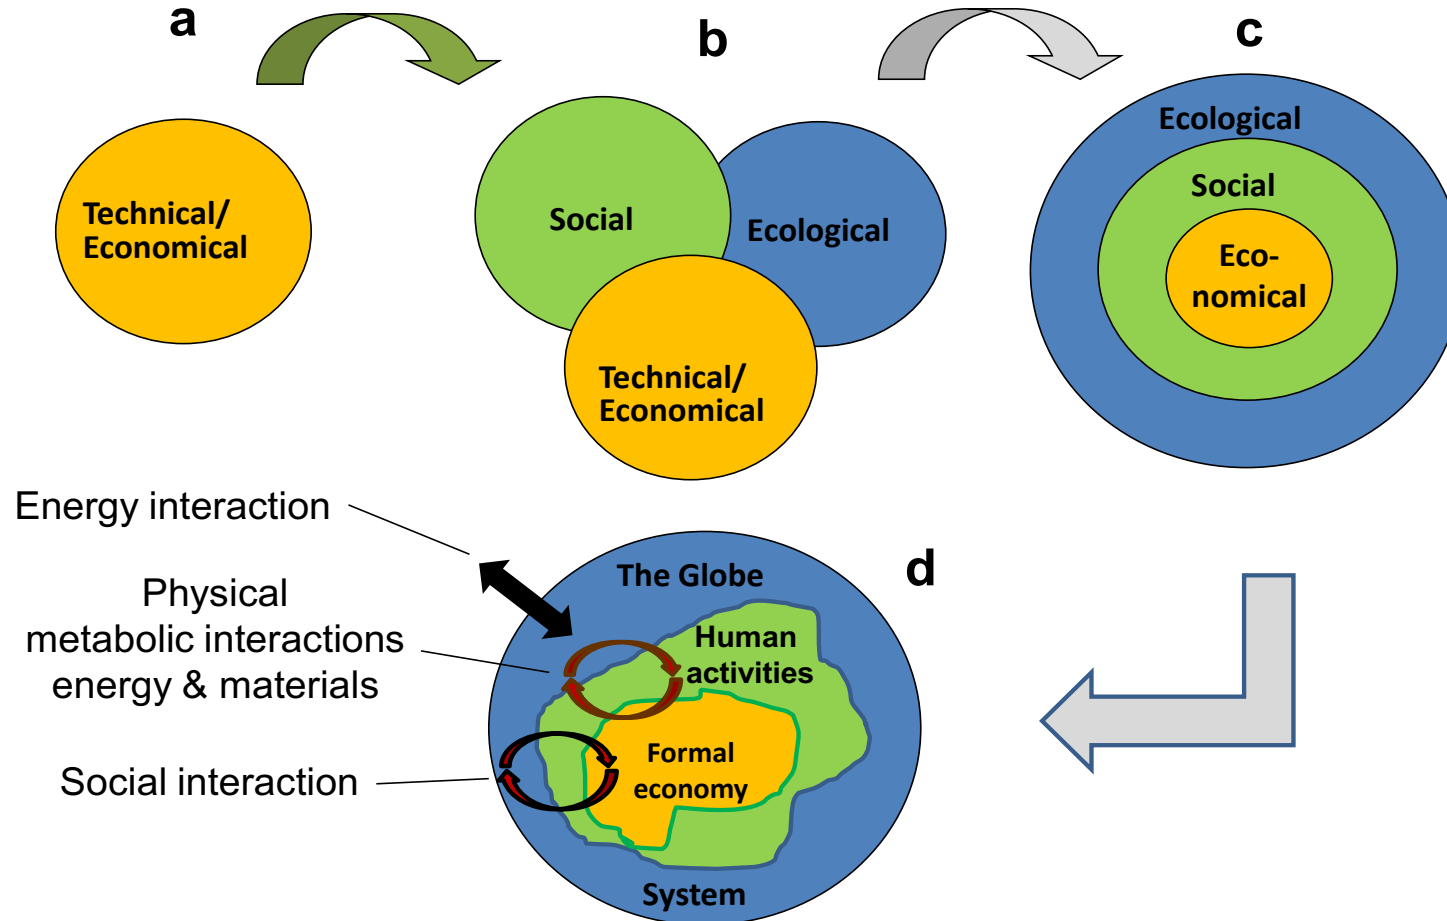 a
b
c
Technical/
Economical
Social
Ecological
Technical/
Economical
Ecological
Social
Eco-
nomical
d
Energy interaction
Physical
metabolic interactions
energy & materials
Social interaction
The Globe
Human
activities
Formal
economy
System